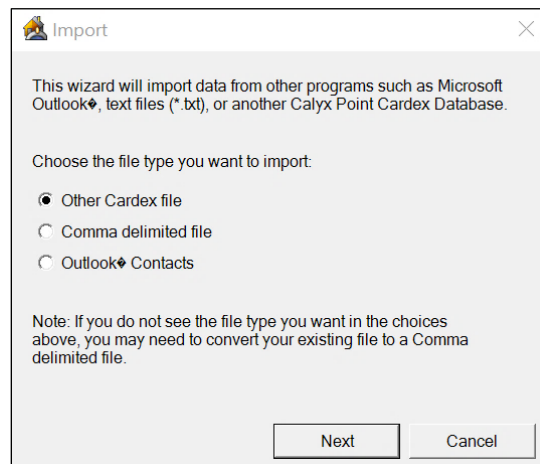 Import
This wizard will import data from other programs such as Microsoft
Outlook�, text files (*.txt), or another Calyx Point Cardex Database.
Choose the file type you want to import:
Other Cardex file
Comma delimited file
Outlook� Contacts
Note: If you do not see the file type you want in the choices
above, you may need to convert your existing file to a Comma
delimited file.
Next Cancel